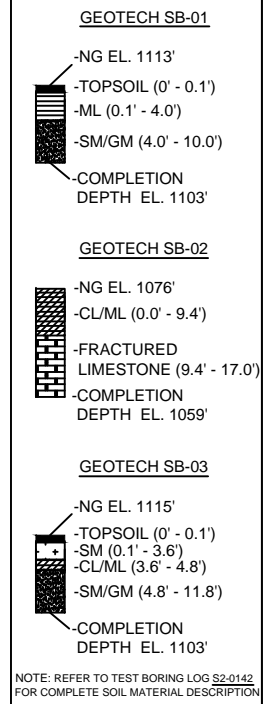 GEOTECH SB-01
-NG EL. 1113'
-TOPSOIL (0' - 0.1')
-ML (0.1' - 4.0')
-SM/GM (4.0' - 10.0')
-COMPLETION
DEPTH EL. 1103'
GEOTECH SB-02
-NG EL. 1076'
-CL/ML (0.0' - 9.4')
-FRACTURED
LIMESTONE (9.4' - 17.0')
-COMPLETION
DEPTH EL. 1059'
GEOTECH SB-03
-NG EL. 1115'
-TOPSOIL (0' - 0.1')
-SM (0.1' - 3.6')
-CL/ML (3.6' - 4.8')
-SM/GM (4.8' - 11.8')
-COMPLETION
DEPTH EL. 1103'
NOTE: REFER TO TEST BORING LOG S2-0142
FOR COMPLETE SOIL MATERIAL DESCRIPTION